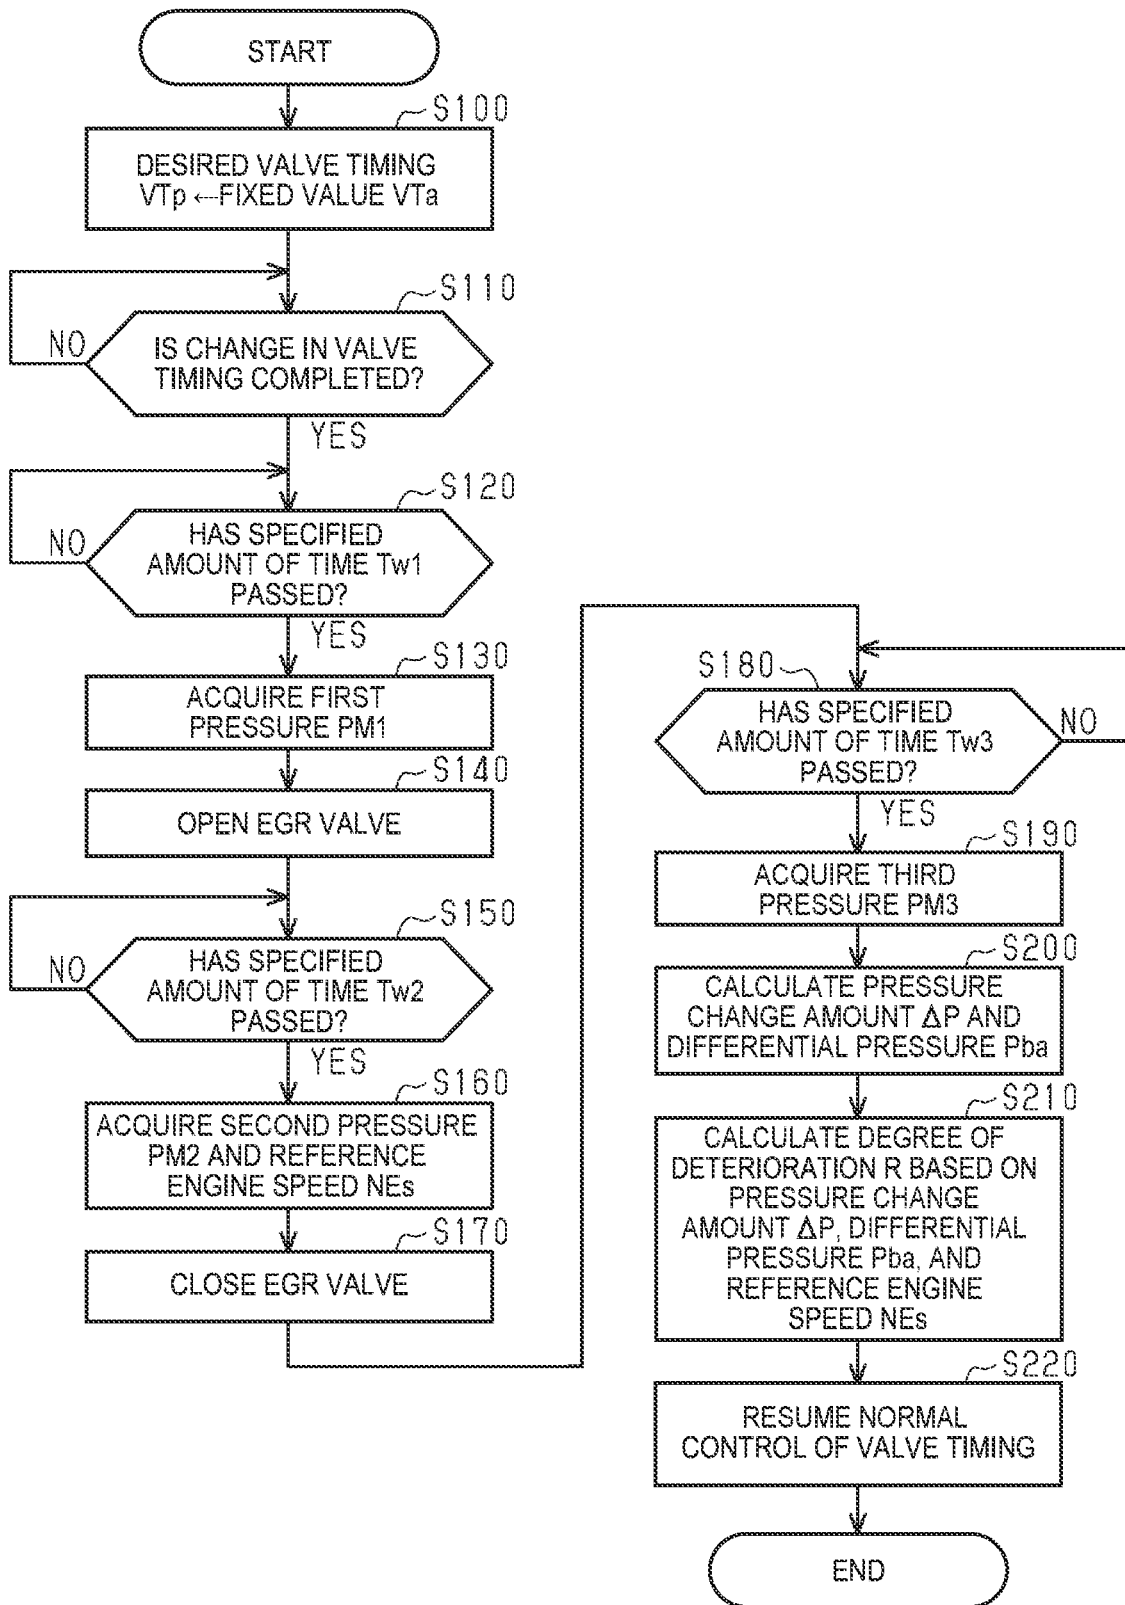 START
S100
DESIRED VALVE TIMING
VTp ←FIXED VALUE VTa
S110
NO
IS CHANGE IN VALVE
TIMING COMPLETED?
YES
S120
NO
HAS SPECIFIED
AMOUNT OF TIME Tw1
PASSED?
YES
S130
ACQUIRE FIRST
PRESSURE PM1
S140
OPEN EGR VALVE
S150
NO
HAS SPECIFIED
AMOUNT OF TIME Tw2
PASSED?
YES
S160
ACQUIRE SECOND PRESSURE
PM2 AND REFERENCE
ENGINE SPEED NEs
S170
CLOSE EGR VALVE
S180
HAS SPECIFIED
AMOUNT OF TIME Tw3
PASSED?
NO
YES
S190
ACQUIRE THIRD
PRESSURE PM3
S200
CALCULATE PRESSURE
CHANGE AMOUNT ΔP AND
DIFFERENTIAL PRESSURE Pba
S210
CALCULATE DEGREE OF
DETERIORATION R BASED ON
PRESSURE CHANGE
AMOUNT ΔP, DIFFERENTIAL
PRESSURE Pba, AND
REFERENCE ENGINE
SPEED NEs
S220
RESUME NORMAL
CONTROL OF VALVE TIMING
END